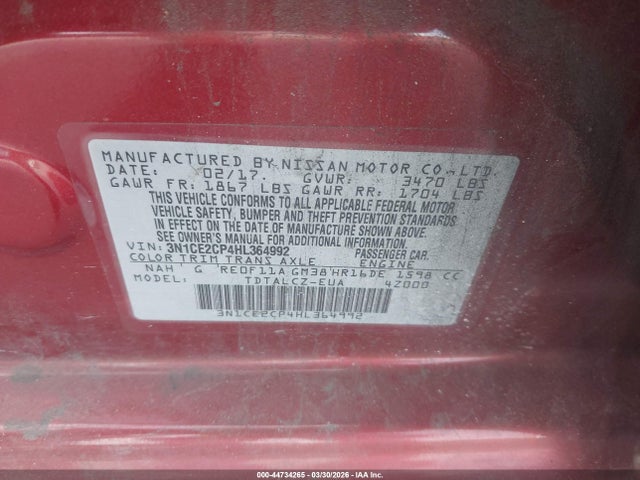 MANUFACTURED BY NISSAN MOTOR CO.,LTD.
DATE: 02/17. GVWR: 3470 LBS
GAWR FR: 1867 LBS GAWR RR: 1704 LBS
THIS VEHICLE CONFORMS TO ALL APPLICABLE FEDERAL MOTOR
VEHICLE SAFETY, BUMPER AND THEFT PREVENTION STANDARDS
IN EFFECT ON THE DATE OF MANUFACTURE SHOWN ABOVE.
SEE OWNER'S MANUAL FOR ADDITIONAL INFORMATION.
VIN: 3N1CE2CP4HL364992 PASSENGER CAR.
COLOR TRIM TRANS AXLE ENGINE
NAH G RE0F11A GM38 HR16DE 1598 CC
MODEL: TDTALCZ-EUA 4Z000
3N1CE2CP4HL364992
000-44734265 - 03/30/2026 - IAA Inc.